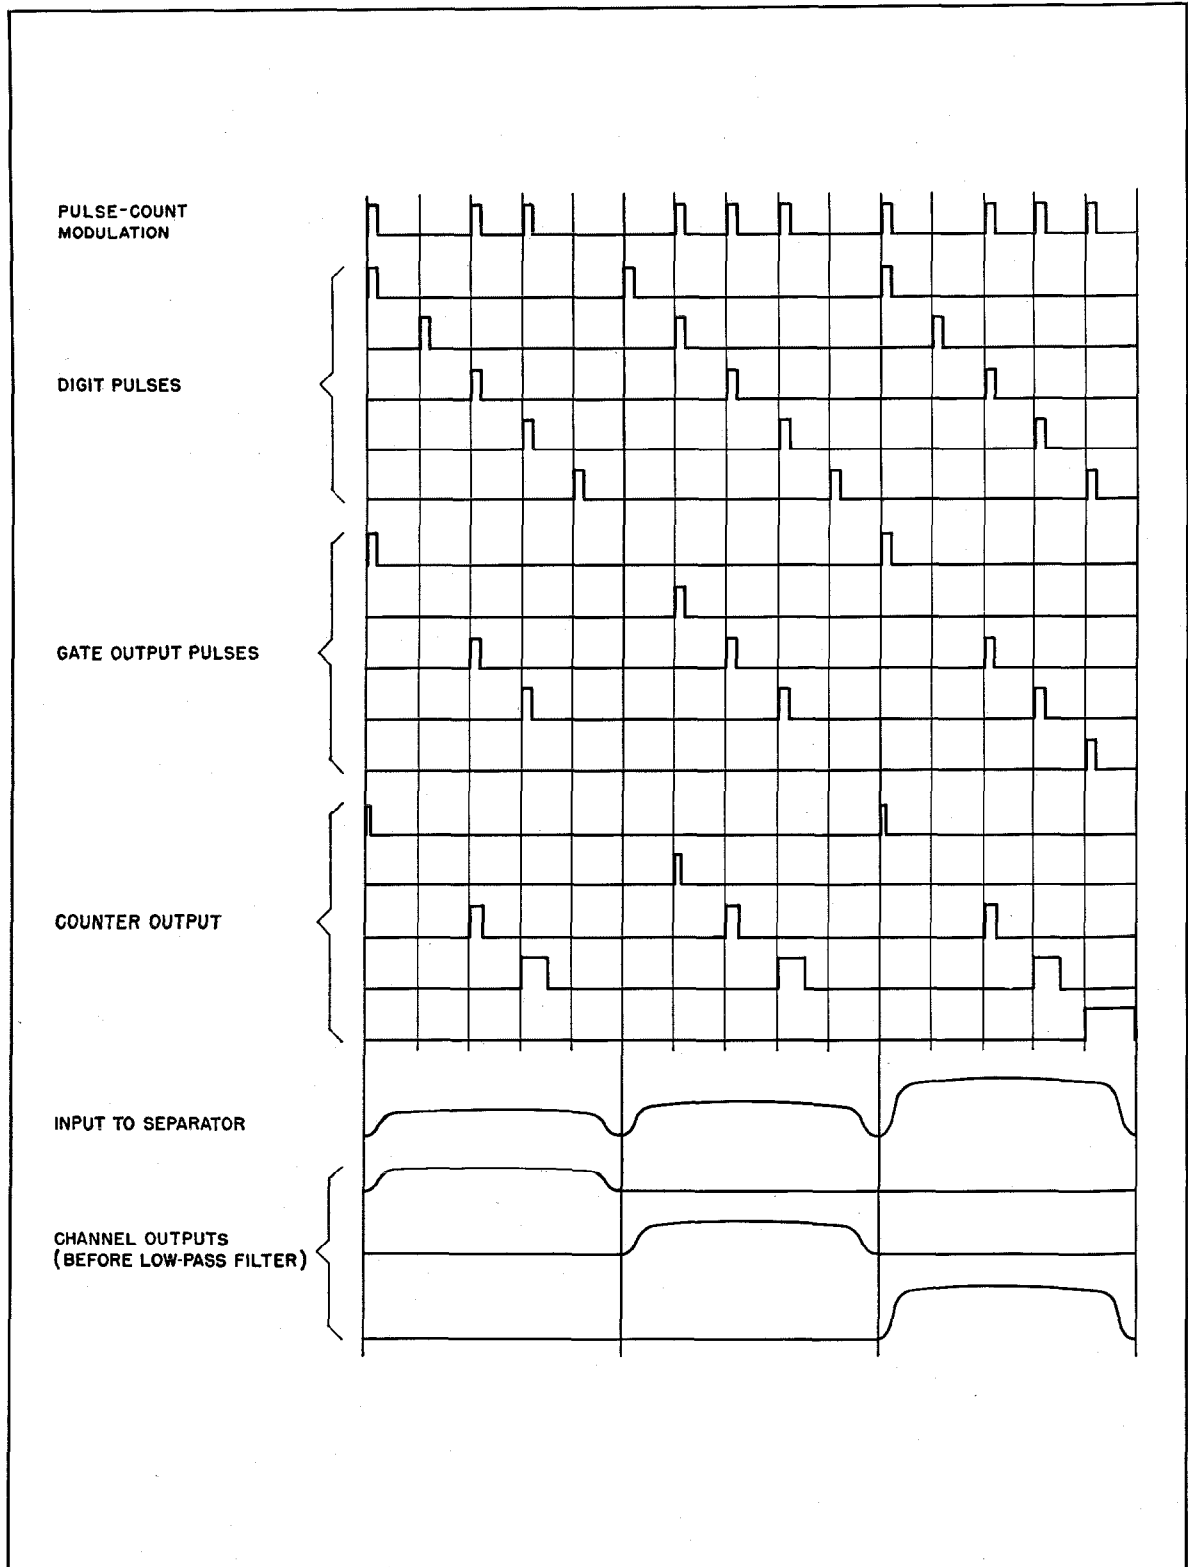 PULSE-COUNT
MODULATION
DIGIT PULSES
GATE OUTPUT PULSES
COUNTER OUTPUT
INPUT TO SEPARATOR
CHANNEL OUTPUTS
(BEFORE LOW-PASS FILTER)